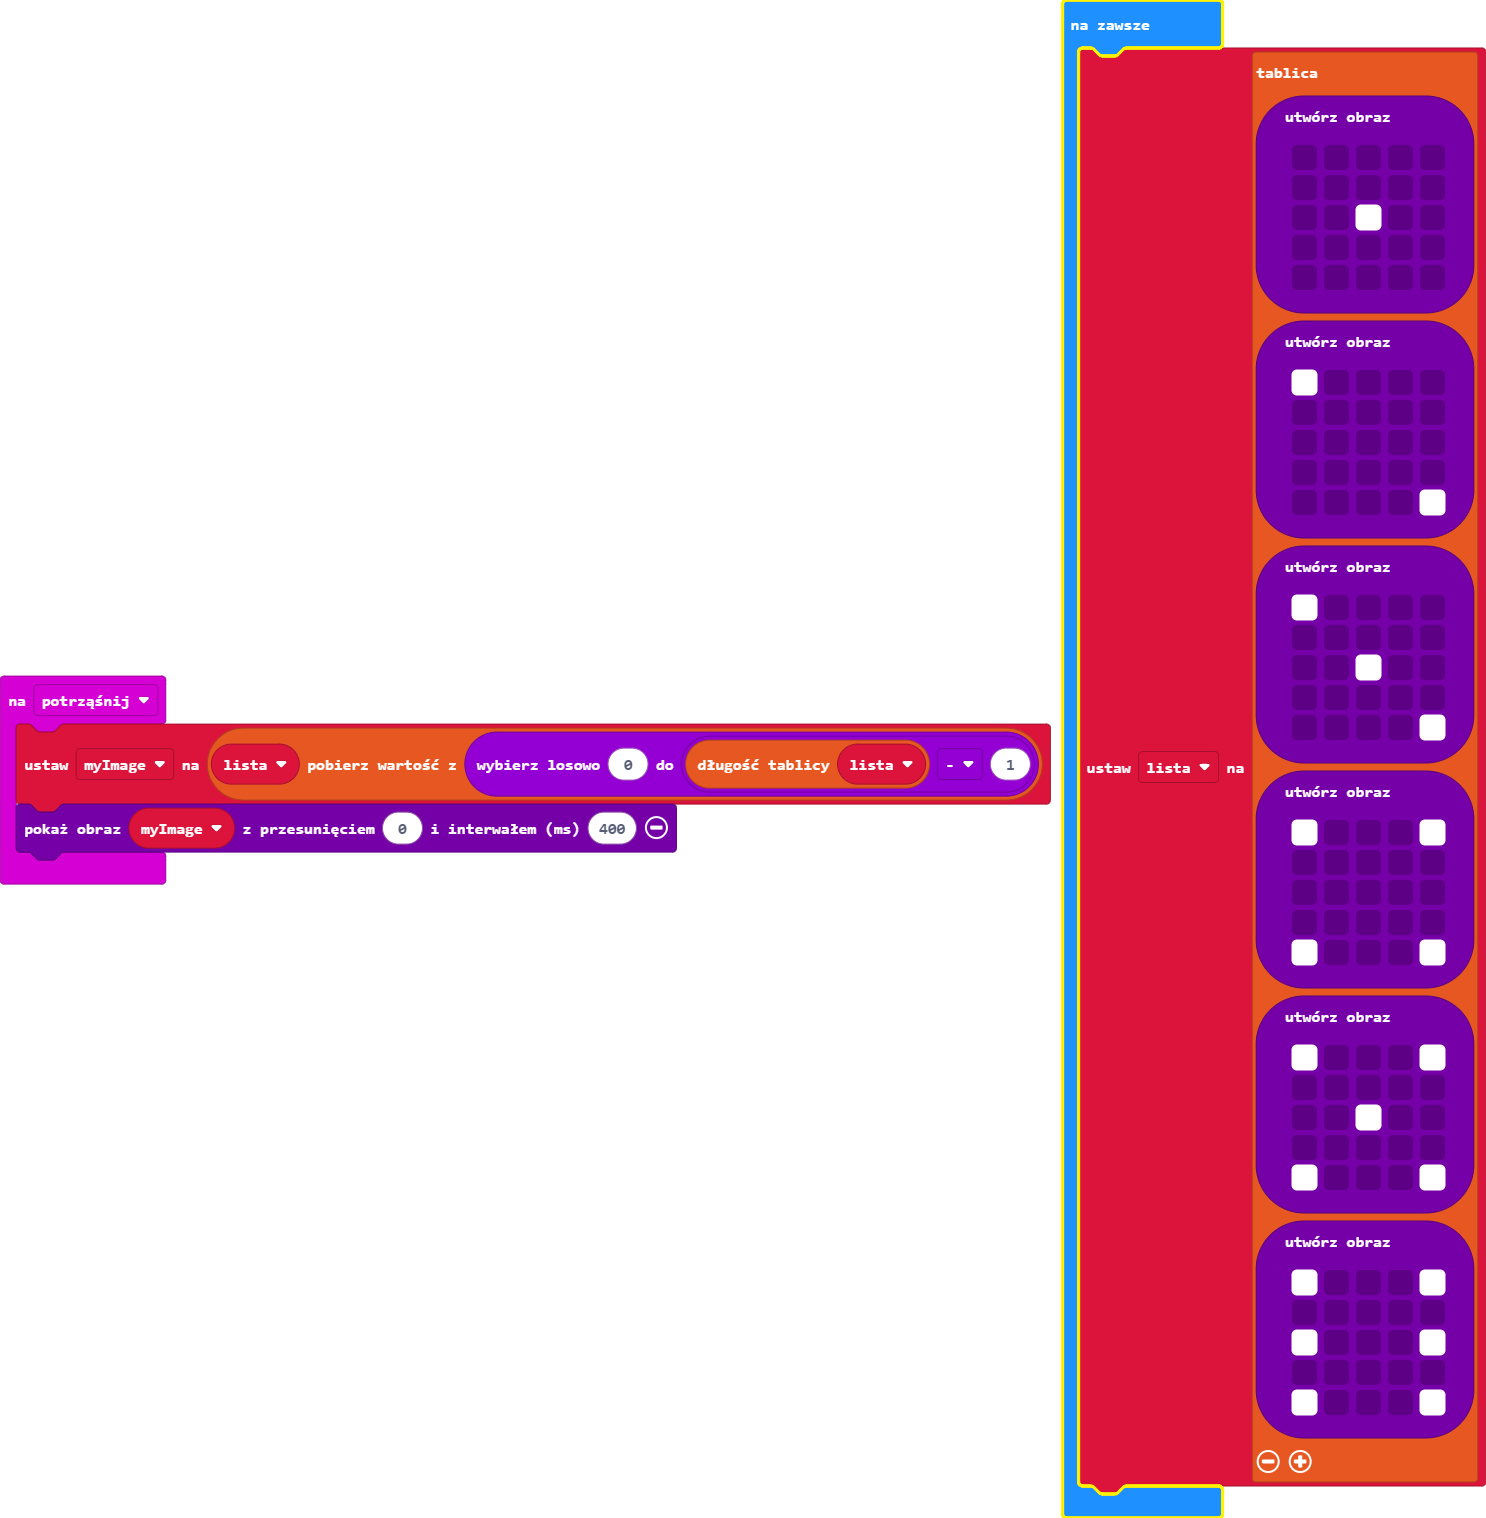 na potrząśnij
ustaw myImage na lista pobierz wartość z wybierz losowo 0 do długość tablicy lista - 1
pokaż obraz myImage z przesunięciem 0 i interwałem (ms) 400
na zawsze
ustaw lista na
tablica
utwórz obraz
utwórz obraz
utwórz obraz
utwórz obraz
utwórz obraz
utwórz obraz